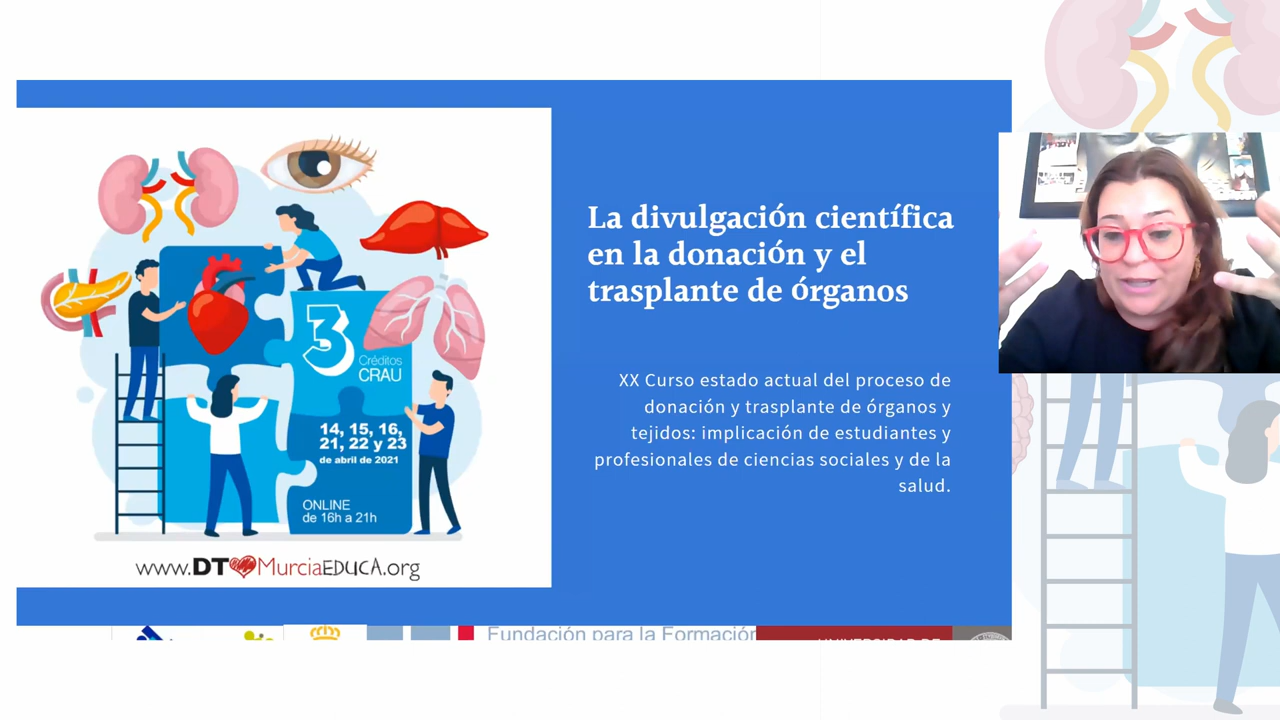 3
Créditos
CRAU
14, 15, 16,
21, 22 y 23
de abril de 2021
ONLINE
de 16h a 21h
www.DTMurciaEDUCA.org
La divulgación científica
en la donación y el
trasplante de órganos
XX Curso estado actual del proceso de
donación y trasplante de órganos y
tejidos: implicación de estudiantes y
profesionales de ciencias sociales y de la
salud.
Fundación para la Formación
UNIVERSIDAD DE